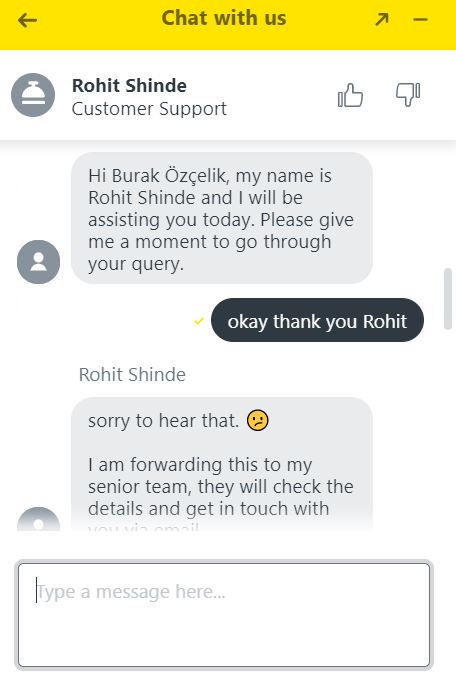 Chat with us
Rohit Shinde
Customer Support
Hi Burak Özçelik, my name is
Rohit Shinde and I will be
assisting you today. Please give
me a moment to go through
your query.
okay thank you Rohit
Rohit Shinde
sorry to hear that. 😕
I am forwarding this to my
senior team, they will check the
details and get in touch with
you via email
Type a message here...